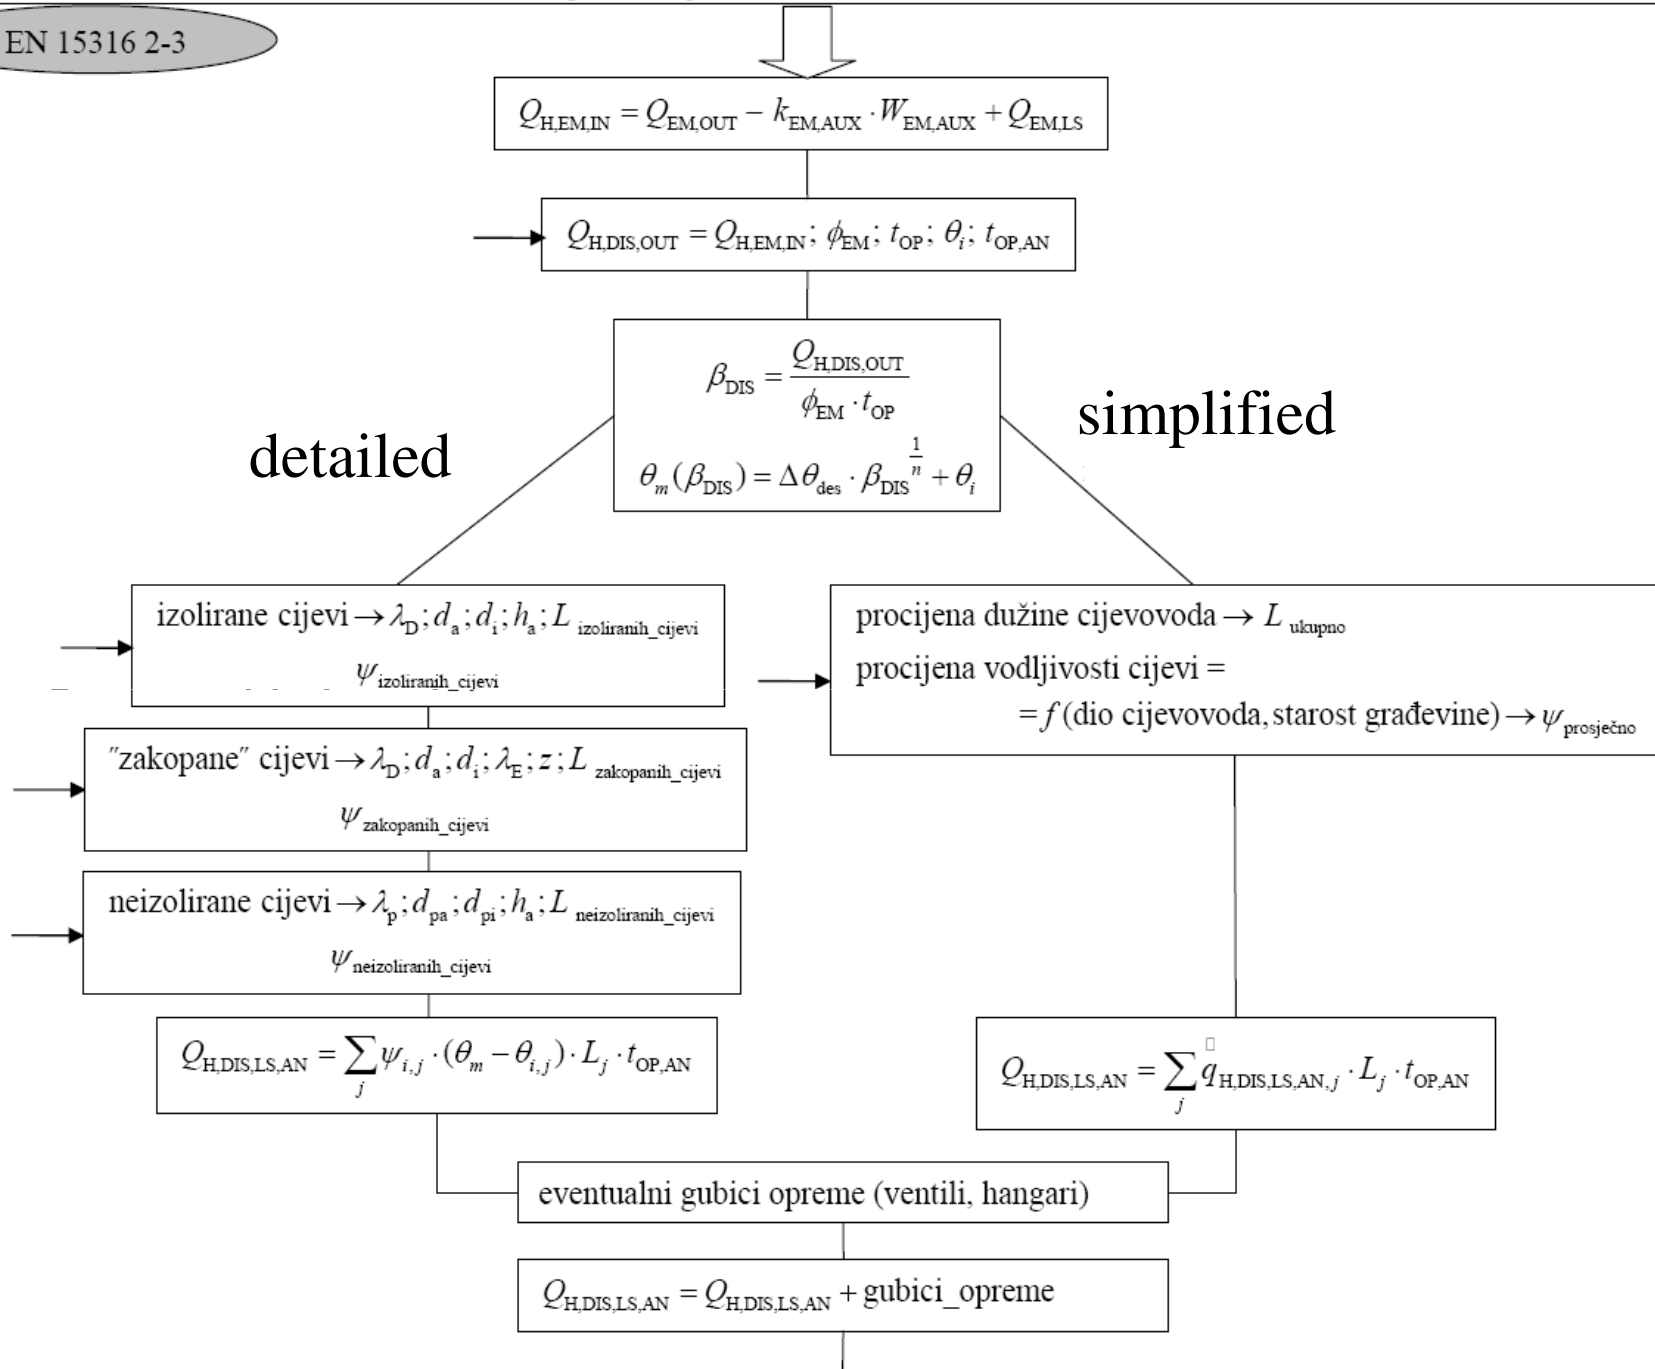 EN 15316 2-3
Q_H,EM,IN = Q_EM,OUT − k_EM,AUX · W_EM,AUX + Q_EM,LS
Q_H,DIS,OUT = Q_H,EM,IN; ϕ_EM; t_OP; θ_i; t_OP,AN
β_DIS = Q_H,DIS,OUT / (ϕ_EM · t_OP)
θ_m(β_DIS) = Δθ_des · β_DIS^(1/n) + θ_i
detailed
simplified
izolirane cijevi → λ_D; d_a; d_i; h_a; L izoliranih_cijevi
ψ izoliranih_cijevi
"zakopane" cijevi → λ_D; d_a; d_i; λ_E; z; L zakopanih_cijevi
ψ zakopanih_cijevi
neizolirane cijevi → λ_p; d_pa; d_pi; h_a; L neizoliranih_cijevi
ψ neizoliranih_cijevi
Q_H,DIS,LS,AN = ∑_j ψ_i,j · (θ_m − θ_i,j) · L_j · t_OP,AN
procijena dužine cijevovoda → L ukupno
procijena vodljivosti cijevi =
= f (dio cijevovoda, starost građevine) → ψ prosječno
Q_H,DIS,LS,AN = ∑_j q_H,DIS,LS,AN,j · L_j · t_OP,AN
eventualni gubici opreme (ventili, hangari)
Q_H,DIS,LS,AN = Q_H,DIS,LS,AN + gubici_opreme